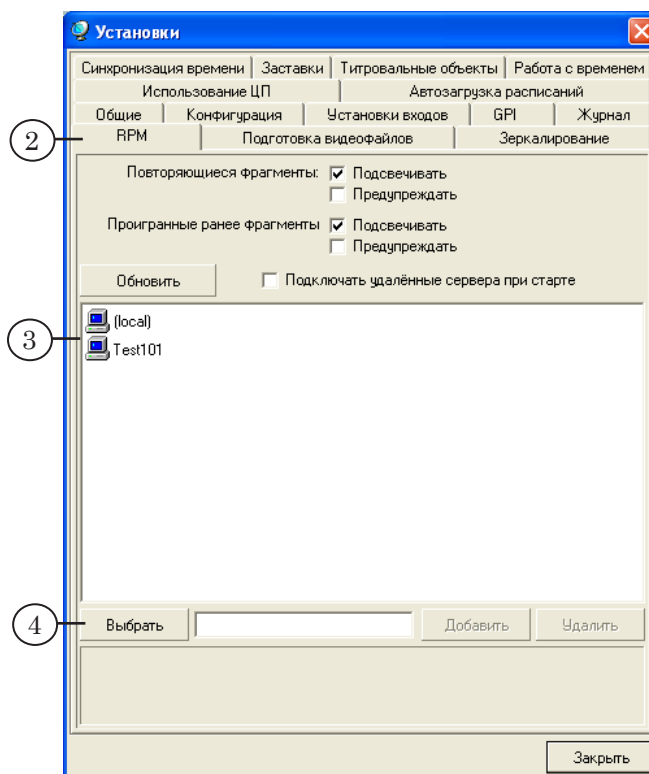 Установки
Синхронизация времени Заставки Титровальные объекты Работа с временем
Использование ЦП Автозагрузка расписаний
Общие Конфигурация Установки входов GPI Журнал
2 RPM Подготовка видеофайлов Зеркалирование
Повторяющиеся фрагменты: Подсвечивать
Предупреждать
Проигранные ранее фрагменты Подсвечивать
Предупреждать
Обновить Подключать удалённые сервера при старте
(local)
3
Test101
4 Выбрать Добавить Удалить
Закрыть